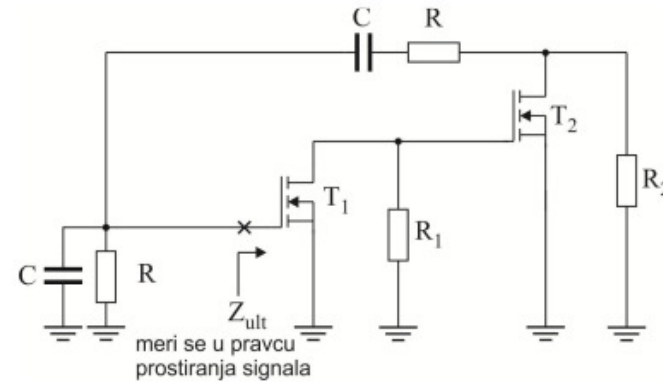 C R
T₂
T₁
R₂
R₁
C R
Zult
meri se u pravcu
prostiranja signala